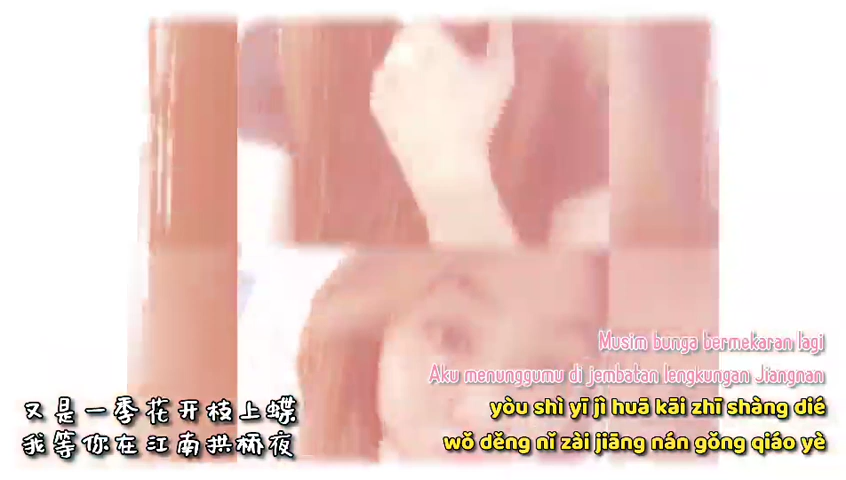 Musim bunga bermekaran lagi
Aku menunggumu di jembatan lengkungan Jiangnan
又是一季花开枝上蝶
yòu shì yī jì huā kāi zhī shàng dié
我等你在江南拱桥夜
wǒ děng nǐ zài jiāng nán gǒng qiáo yè